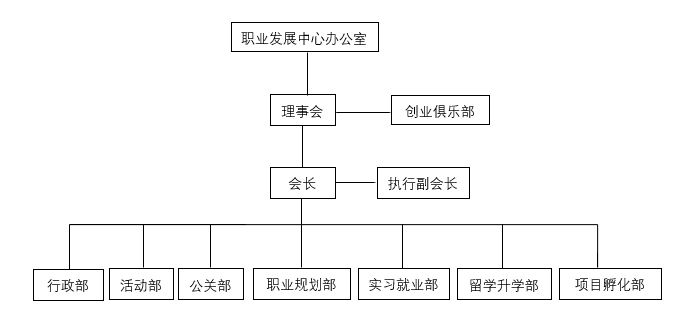 职业发展中心办公室
理事会
创业俱乐部
会长
执行副会长
行政部
活动部
公关部
职业规划部
实习就业部
留学升学部
项目孵化部